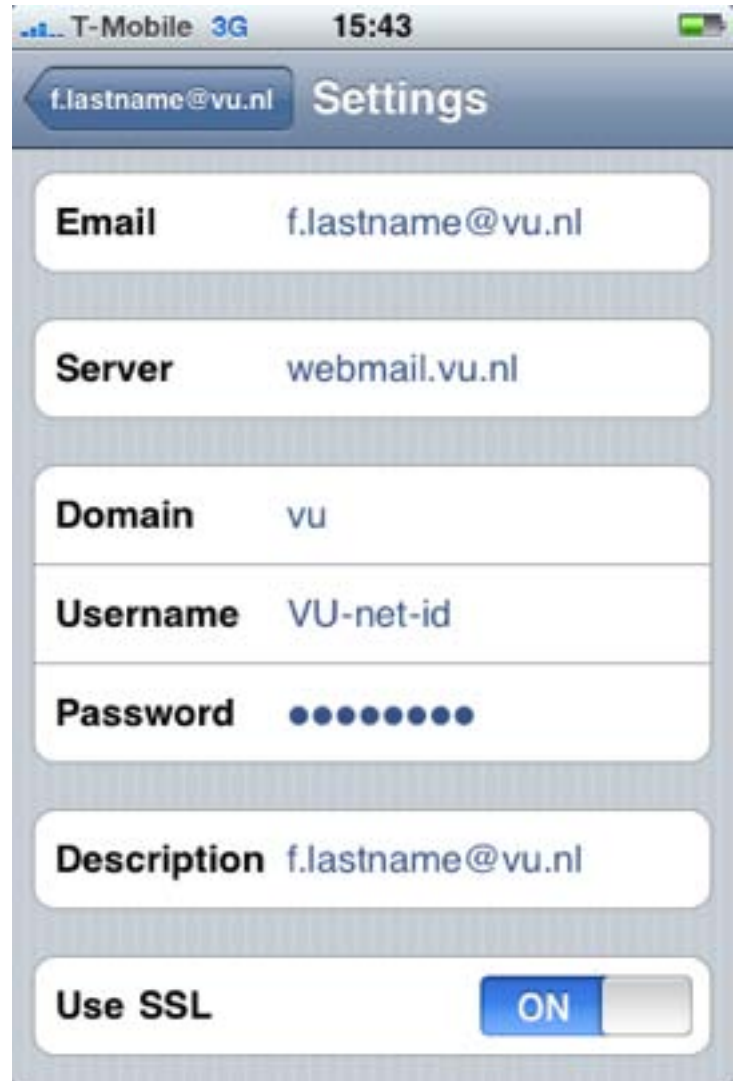 T-Mobile 3G 15:43
f.lastname@vu.nl Settings
Email f.lastname@vu.nl
Server webmail.vu.nl
Domain vu
Username VU-net-id
Password ●●●●●●●●
Description f.lastname@vu.nl
Use SSL ON